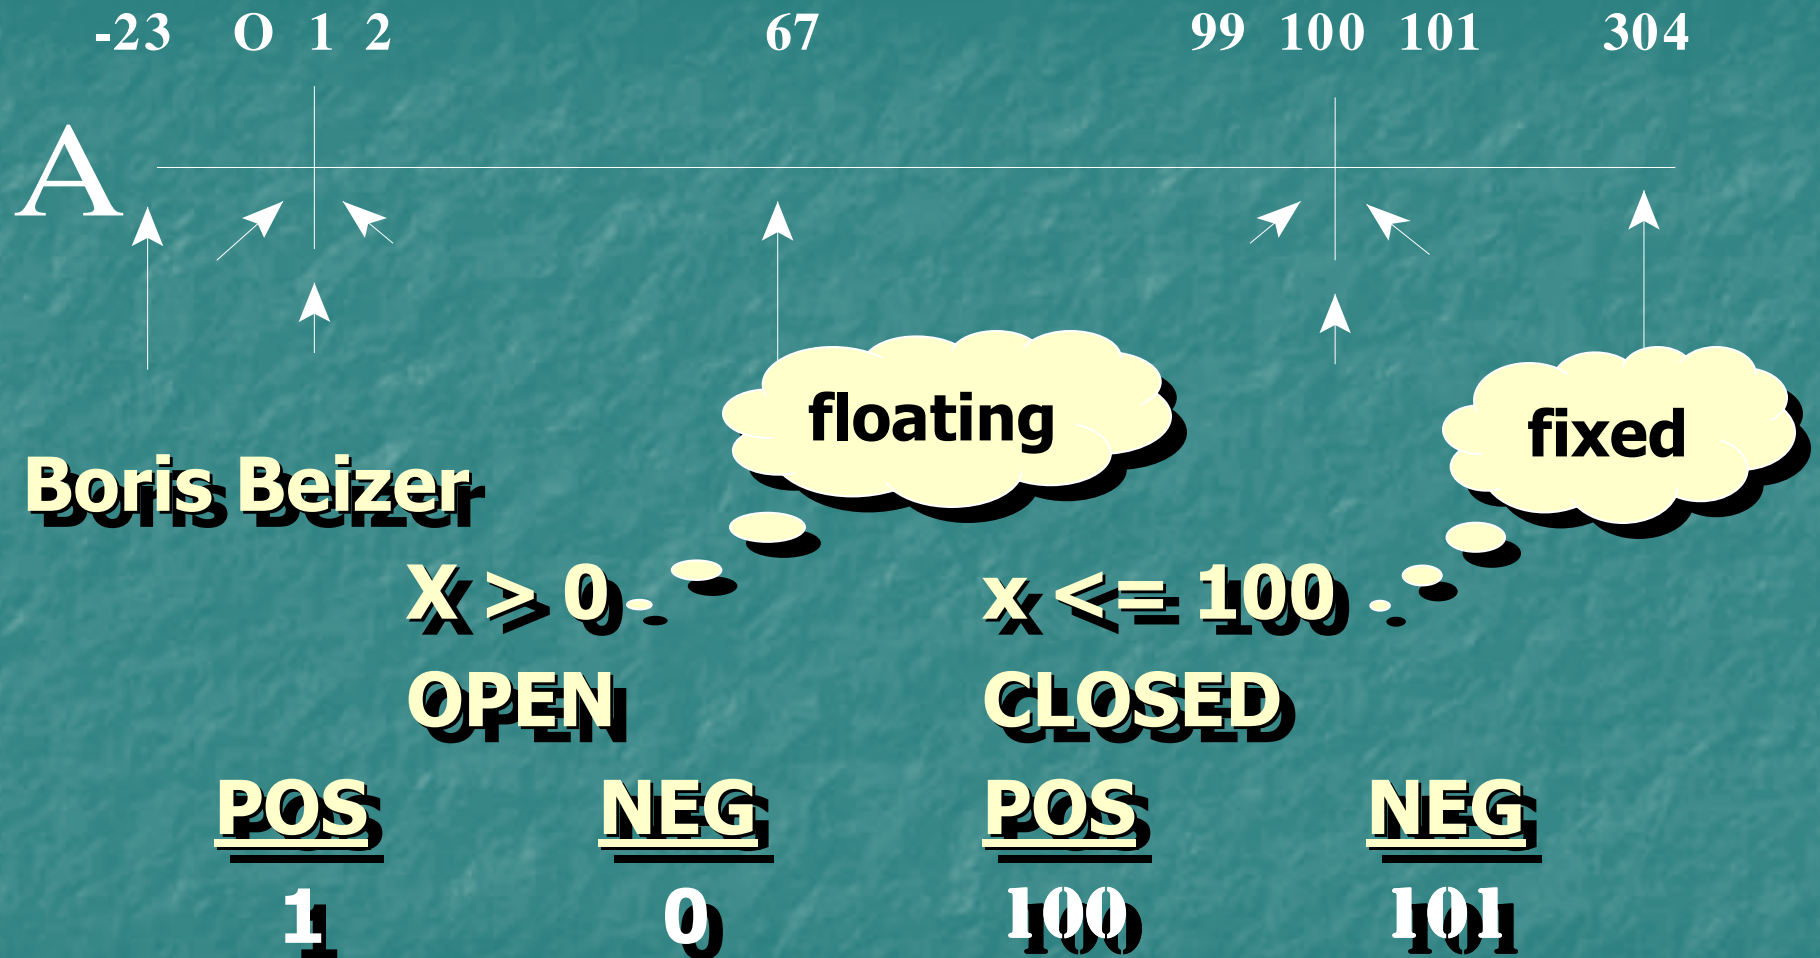 -23 O 1 2 67 99 100 101 304
A
floating
fixed
Boris Beizer
X > 0 x <= 100
OPEN CLOSED
POS NEG POS NEG
1 0 100 101